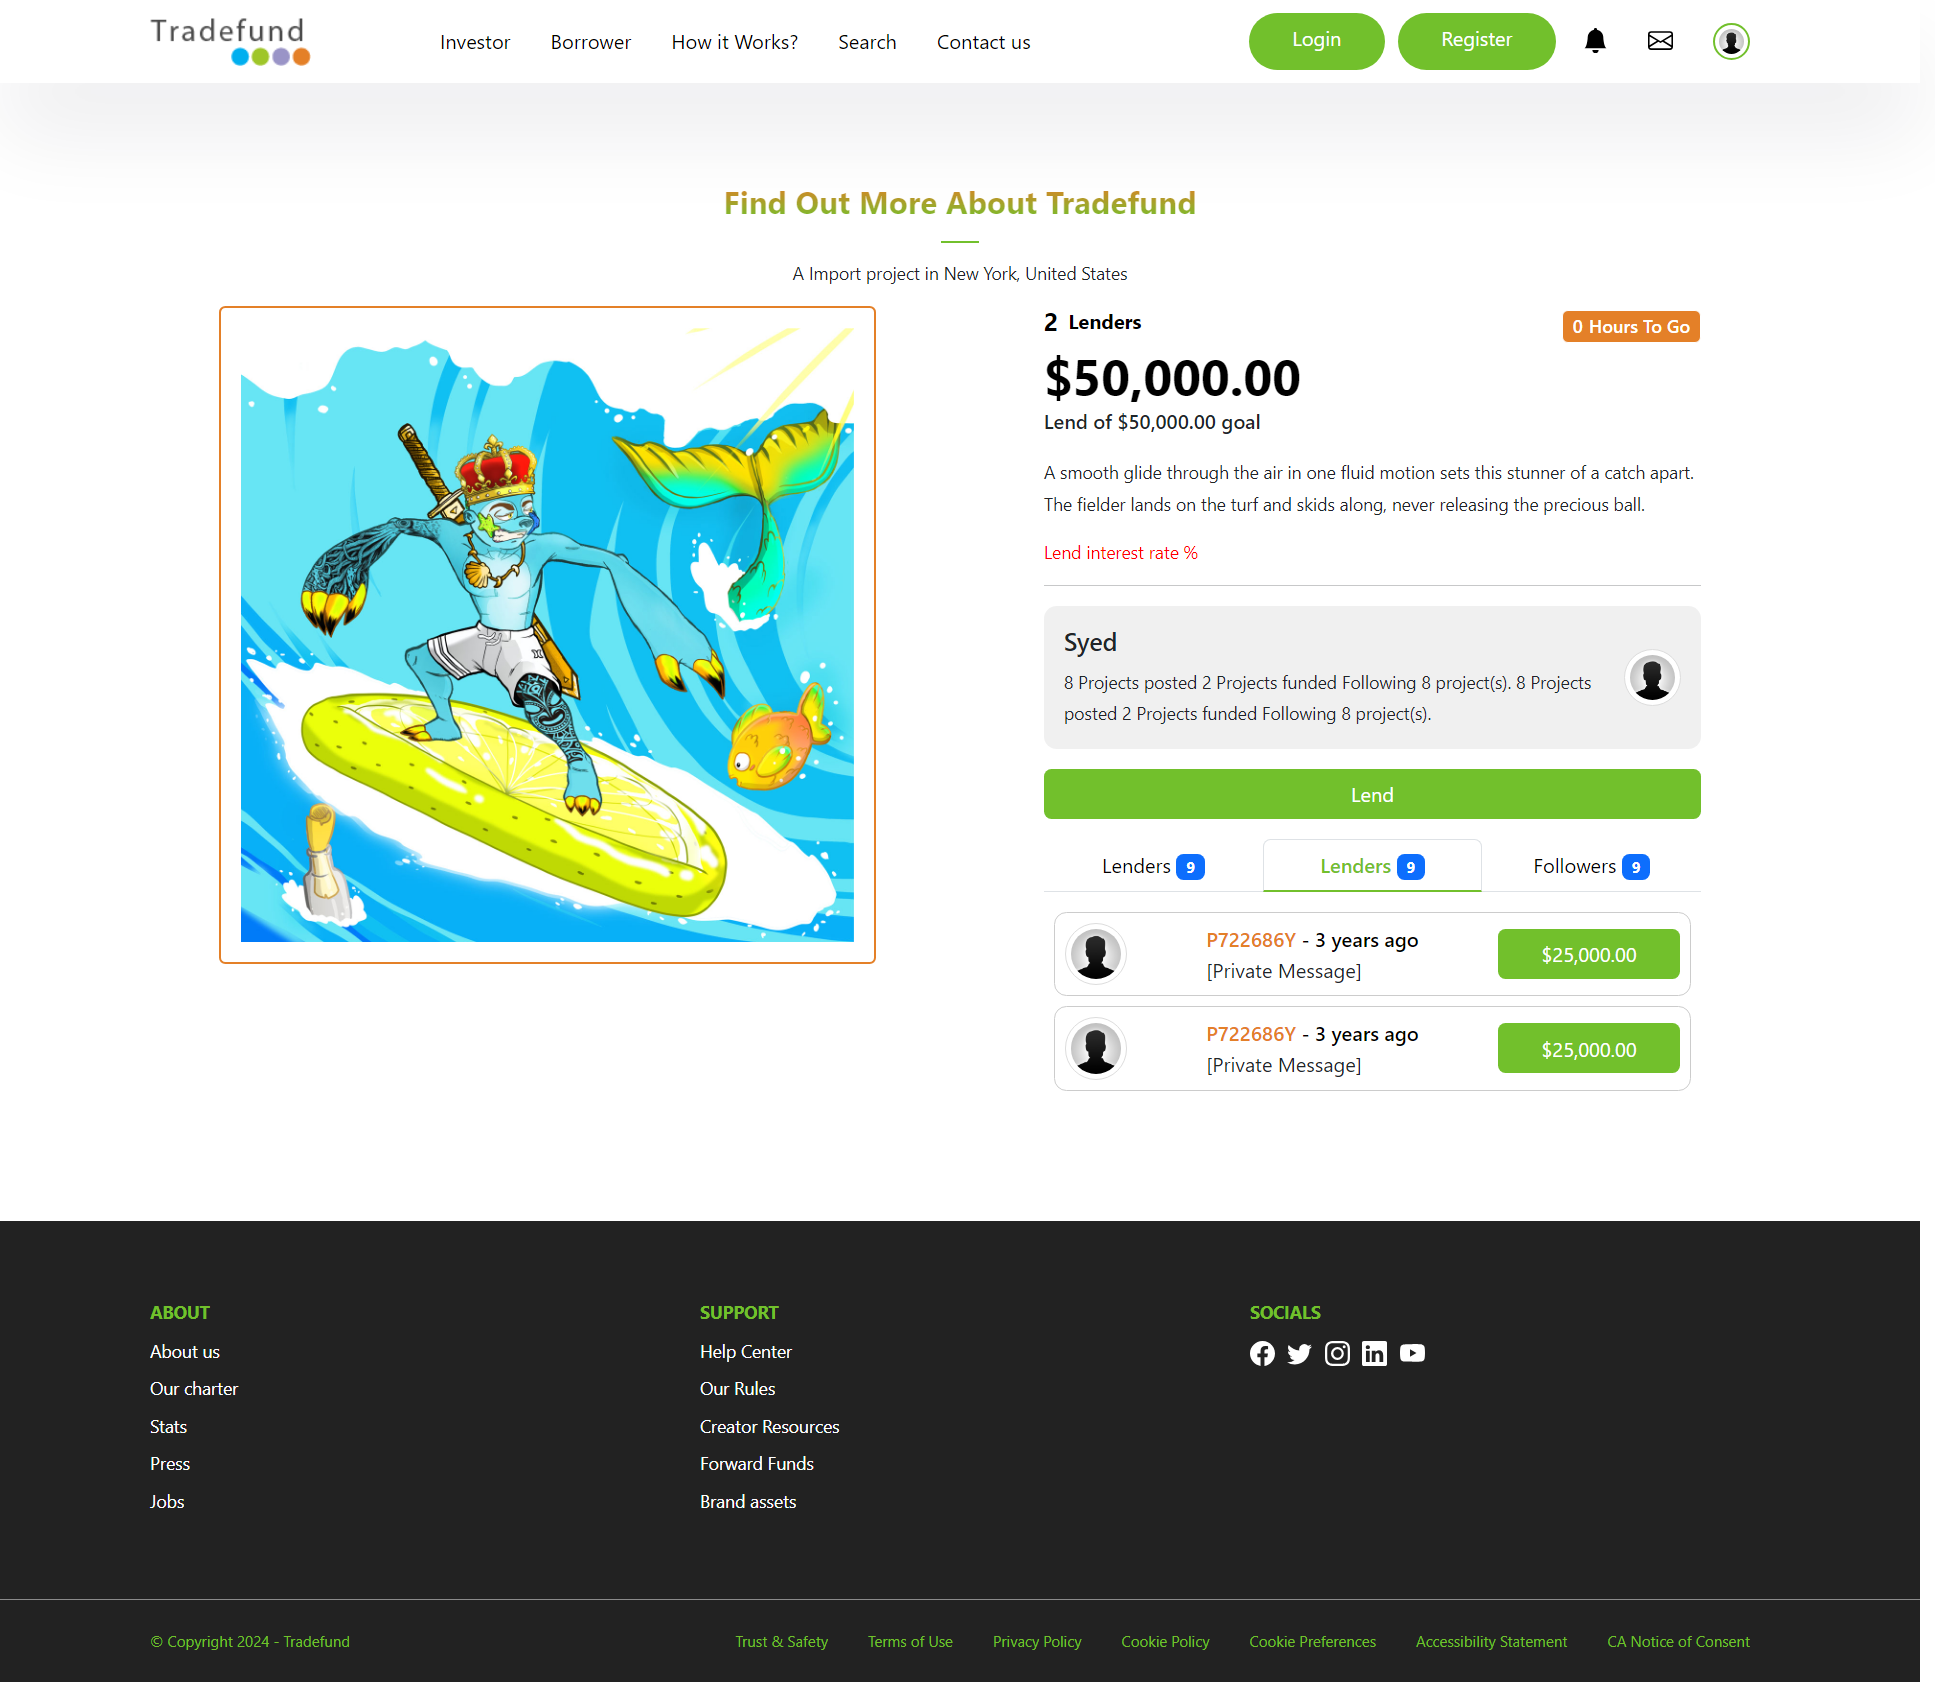 Tradefund
Investor
Borrower
How it Works?
Search
Contact us
Login
Register
Find Out More About Tradefund
A Import project in New York, United States
2 Lenders
0 Hours To Go
$50,000.00
Lend of $50,000.00 goal
A smooth glide through the air in one fluid motion sets this stunner of a catch apart.
The fielder lands on the turf and skids along, never releasing the precious ball.
Lend interest rate %
Syed
8 Projects posted 2 Projects funded Following 8 project(s). 8 Projects
posted 2 Projects funded Following 8 project(s).
Lend
Lenders 9
Lenders 9
Followers 9
P722686Y - 3 years ago
[Private Message]
$25,000.00
P722686Y - 3 years ago
[Private Message]
$25,000.00
ABOUT
About us
Our charter
Stats
Press
Jobs
SUPPORT
Help Center
Our Rules
Creator Resources
Forward Funds
Brand assets
SOCIALS
© Copyright 2024 - Tradefund
Trust & Safety
Terms of Use
Privacy Policy
Cookie Policy
Cookie Preferences
Accessibility Statement
CA Notice of Consent